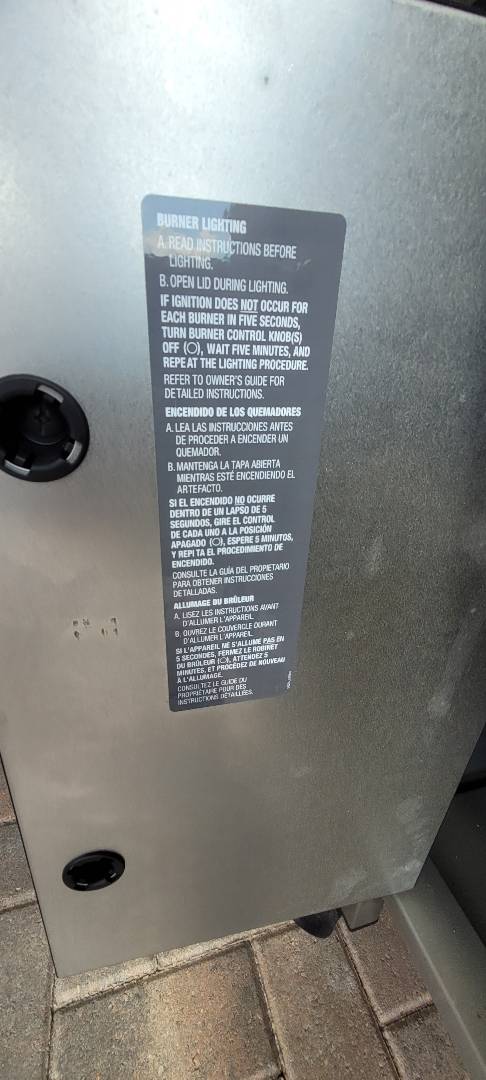 BURNER LIGHTING
A. READ INSTRUCTIONS BEFORE
LIGHTING.
B. OPEN LID DURING LIGHTING.
IF IGNITION DOES NOT OCCUR FOR
EACH BURNER IN FIVE SECONDS,
TURN BURNER CONTROL KNOB(S)
OFF (O), WAIT FIVE MINUTES, AND
REPEAT THE LIGHTING PROCEDURE.
REFER TO OWNER'S GUIDE FOR
DETAILED INSTRUCTIONS.
ENCENDIDO DE LOS QUEMADORES
A. LEA LAS INSTRUCCIONES ANTES
DE PROCEDER A ENCENDER UN
QUEMADOR.
B. MANTENGA LA TAPA ABIERTA
MIENTRAS ESTÉ ENCENDIENDO EL
ARTEFACTO.
SI EL ENCENDIDO NO OCURRE
DENTRO DE UN LAPSO DE 5
SEGUNDOS, GIRE EL CONTROL
DE CADA UNO A LA POSICIÓN
APAGADO (O), ESPERE 5 MINUTOS,
Y REPITA EL PROCEDIMIENTO DE
ENCENDIDO.
CONSULTE LA GUÍA DEL PROPIETARIO
PARA OBTENER INSTRUCCIONES
DETALLADAS.
ALLUMAGE DU BRÛLEUR
A. LISEZ LES INSTRUCTIONS AVANT
D'ALLUMER L'APPAREIL.
B. OUVREZ LE COUVERCLE DURANT
D'ALLUMER L'APPAREIL.
SI L'APPAREIL NE S'ALLUME PAS EN
5 SECONDES, FERMEZ LE ROBINET
DU BRÛLEUR (O), ATTENDEZ 5
MINUTES, ET PROCÉDEZ DE NOUVEAU
À L'ALLUMAGE.
CONSULTEZ LE GUIDE DU
PROPRIÉTAIRE POUR DES
INSTRUCTIONS DÉTAILLÉES.